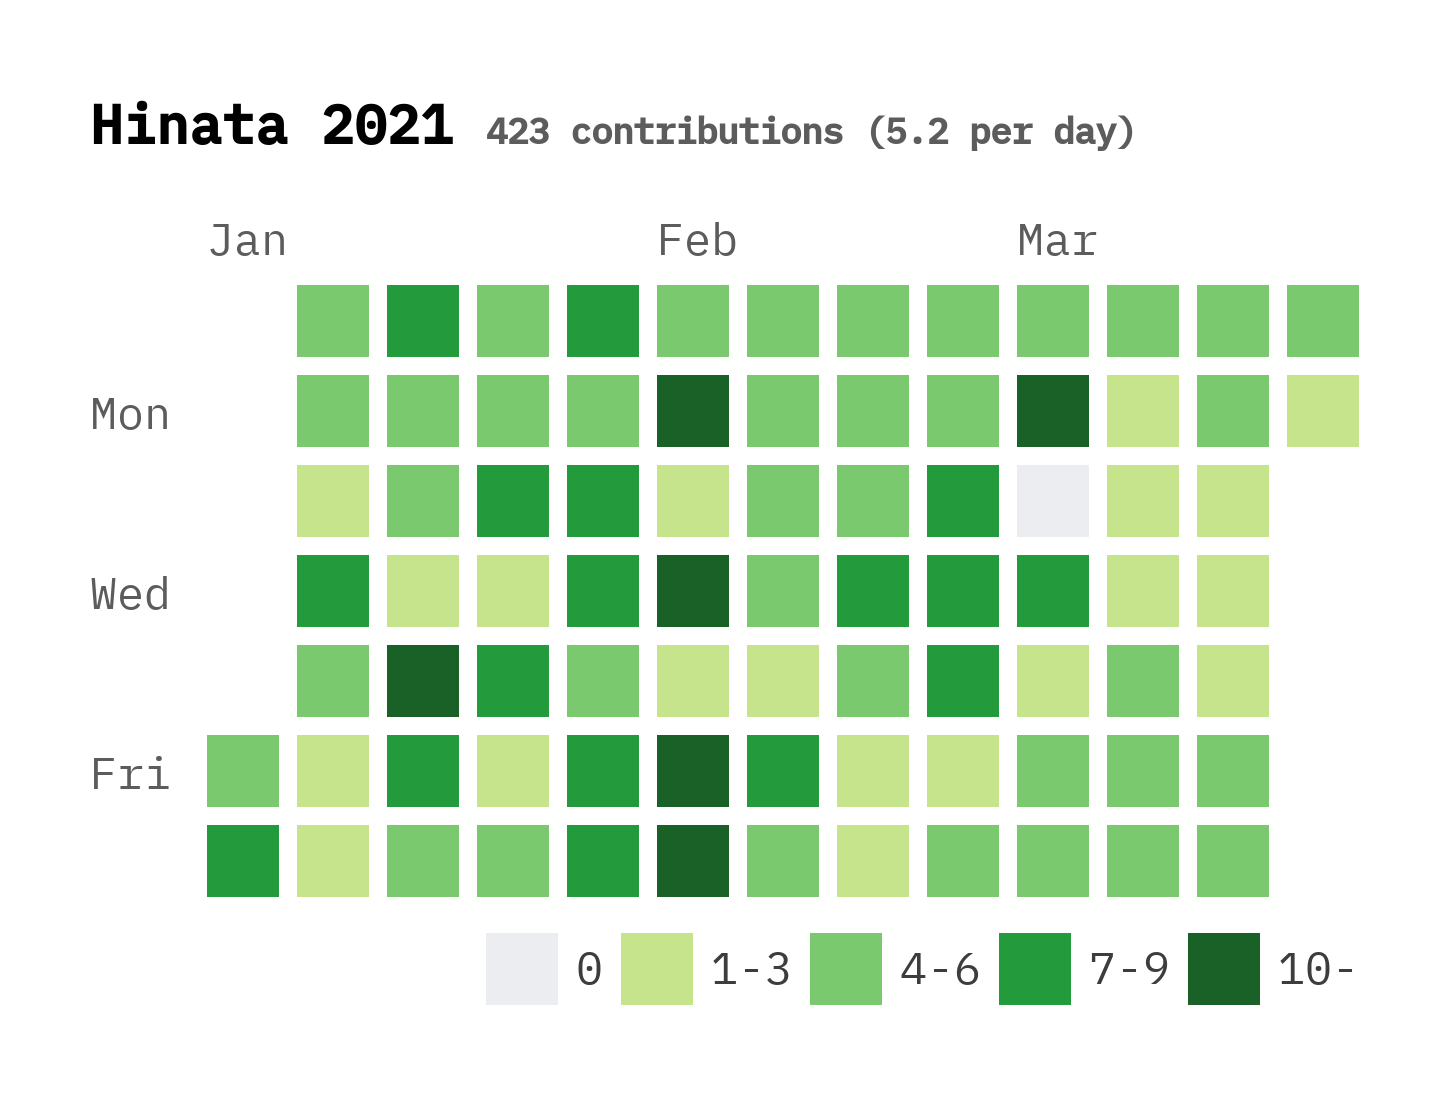 Hinata 2021 423 contributions (5.2 per day)
Jan Feb Mar
Mon
Wed
Fri
0 1-3 4-6 7-9 10-